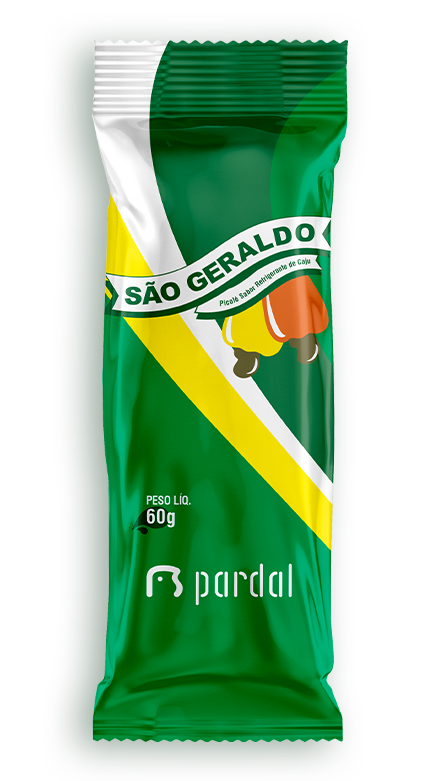 SÃO GERALDO
Picolé Sabor Refrigerante de Caju
PESO LÍQ.
60g
pardal